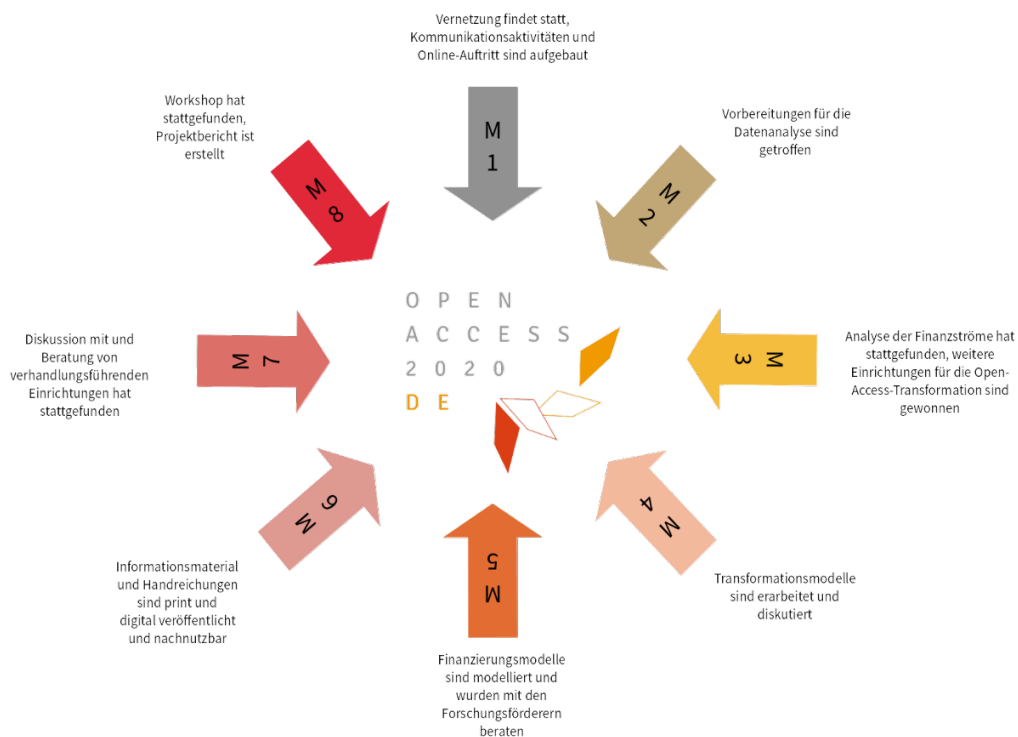 Vernetzung findet statt,
Kommunikationsaktivitäten und
Online-Auftritt sind aufgebaut
M
1
Vorbereitungen für die
Datenanalyse sind
getroffen
M
2
Analyse der Finanzströme hat
stattgefunden, weitere
Einrichtungen für die Open-
Access-Transformation sind
gewonnen
M
3
Transformationsmodelle
sind erarbeitet und
diskutiert
M
4
Finanzierungsmodelle
sind modelliert und
wurden mit den
Forschungsförderern
beraten
M
5
Informationsmaterial
und Handreichungen
sind print und
digital veröffentlicht
und nachnutzbar
M
6
Diskussion mit und
Beratung von
verhandlungsführenden
Einrichtungen hat
stattgefunden
M
7
Workshop hat
stattgefunden,
Projektbericht ist
erstellt
M
8
OPEN
ACCESS
2020
DE